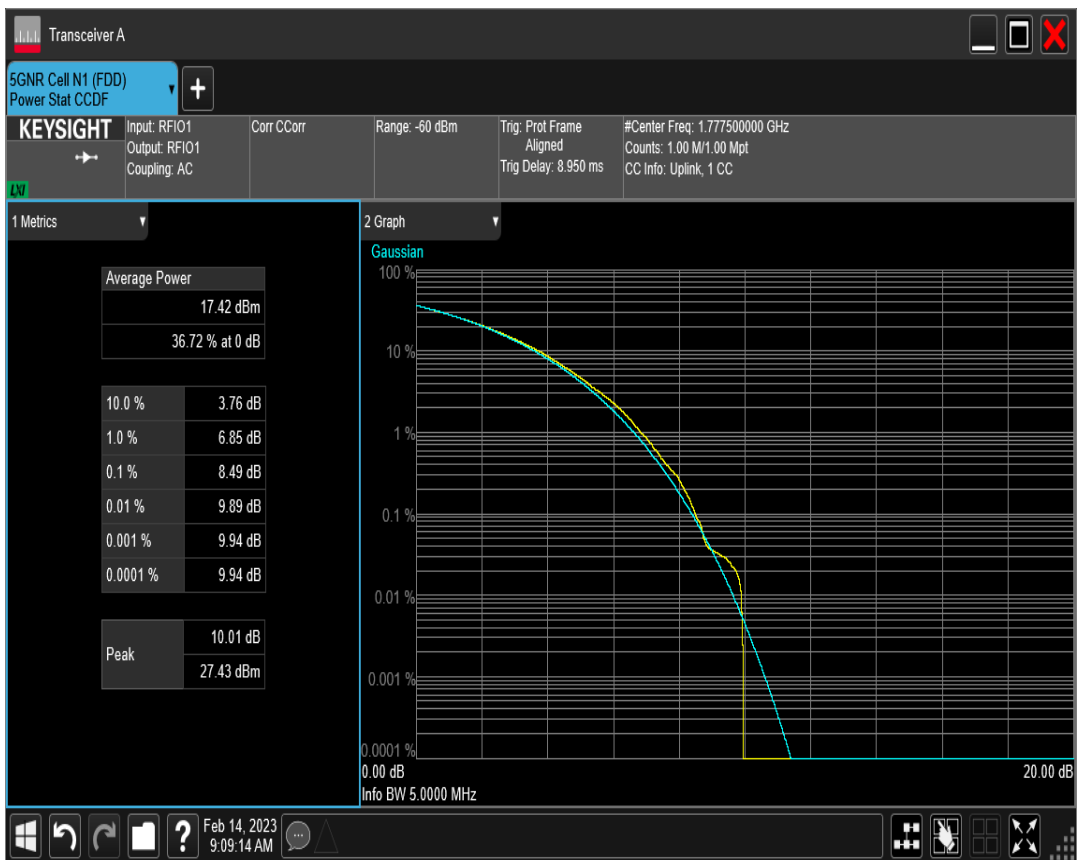 Transceiver A
5GNR Cell N1 (FDD)
Power Stat CCDF
+
KEYSIGHT
Input: RFIO1
Output: RFIO1
Coupling: AC
Corr CCorr
Range: -60 dBm
Trig: Prot Frame
Aligned
Trig Delay: 8.950 ms
#Center Freq: 1.777500000 GHz
Counts: 1.00 M/1.00 Mpt
CC Info: Uplink, 1 CC
LXI
1 Metrics
Average Power
17.42 dBm
36.72 % at 0 dB
10.0 % 3.76 dB
1.0 % 6.85 dB
0.1 % 8.49 dB
0.01 % 9.89 dB
0.001 % 9.94 dB
0.0001 % 9.94 dB
Peak
10.01 dB
27.43 dBm
2 Graph
Gaussian
100 %
10 %
1 %
0.1 %
0.01 %
0.001 %
0.0001 %
0.00 dB 20.00 dB
Info BW 5.0000 MHz
?
Feb 14, 2023
9:09:14 AM